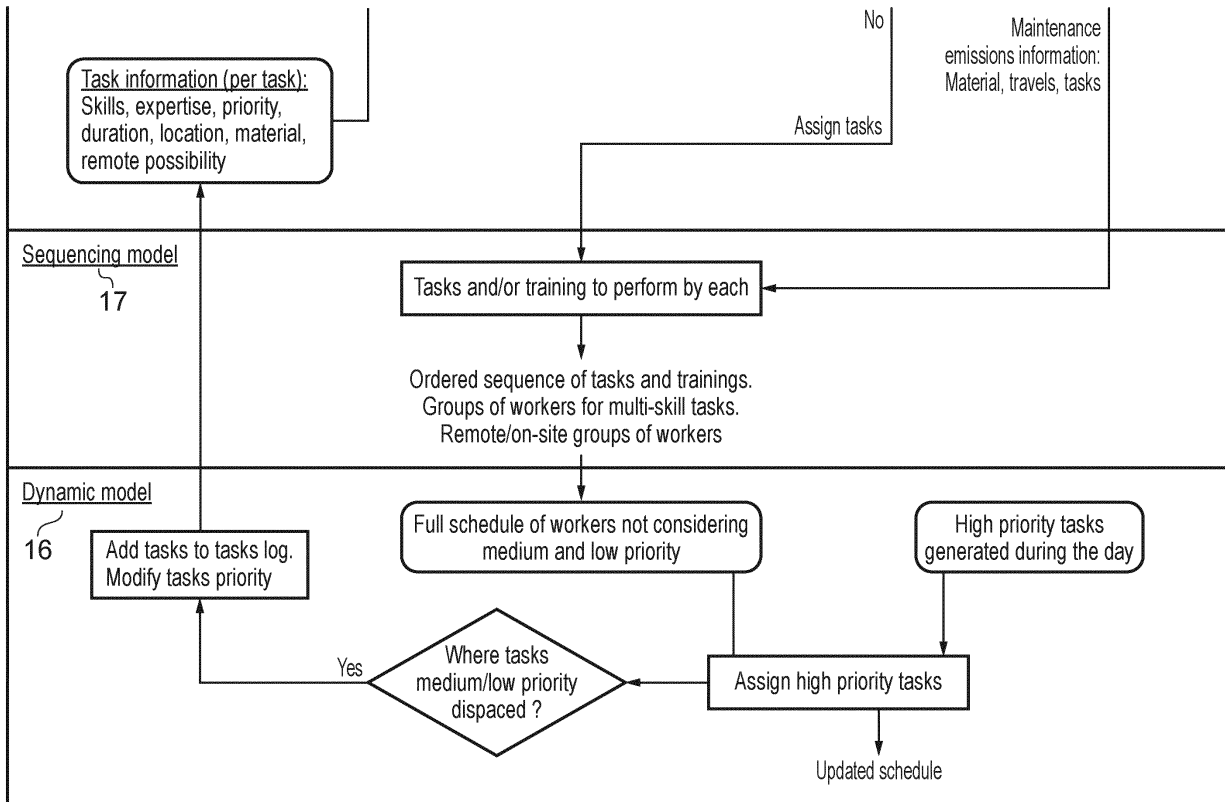 No
Maintenance
emissions information:
Material, travels, tasks
Task information (per task):
Skills, expertise, priority,
duration, location, material,
remote possibility
Assign tasks
Sequencing model
17
Tasks and/or training to perform by each
Ordered sequence of tasks and trainings.
Groups of workers for multi-skill tasks.
Remote/on-site groups of workers
Dynamic model
16
Full schedule of workers not considering
medium and low priority
High priority tasks
generated during the day
Add tasks to tasks log.
Modify tasks priority
Yes
Where tasks
medium/low priority
dispaced ?
Assign high priority tasks
Updated schedule